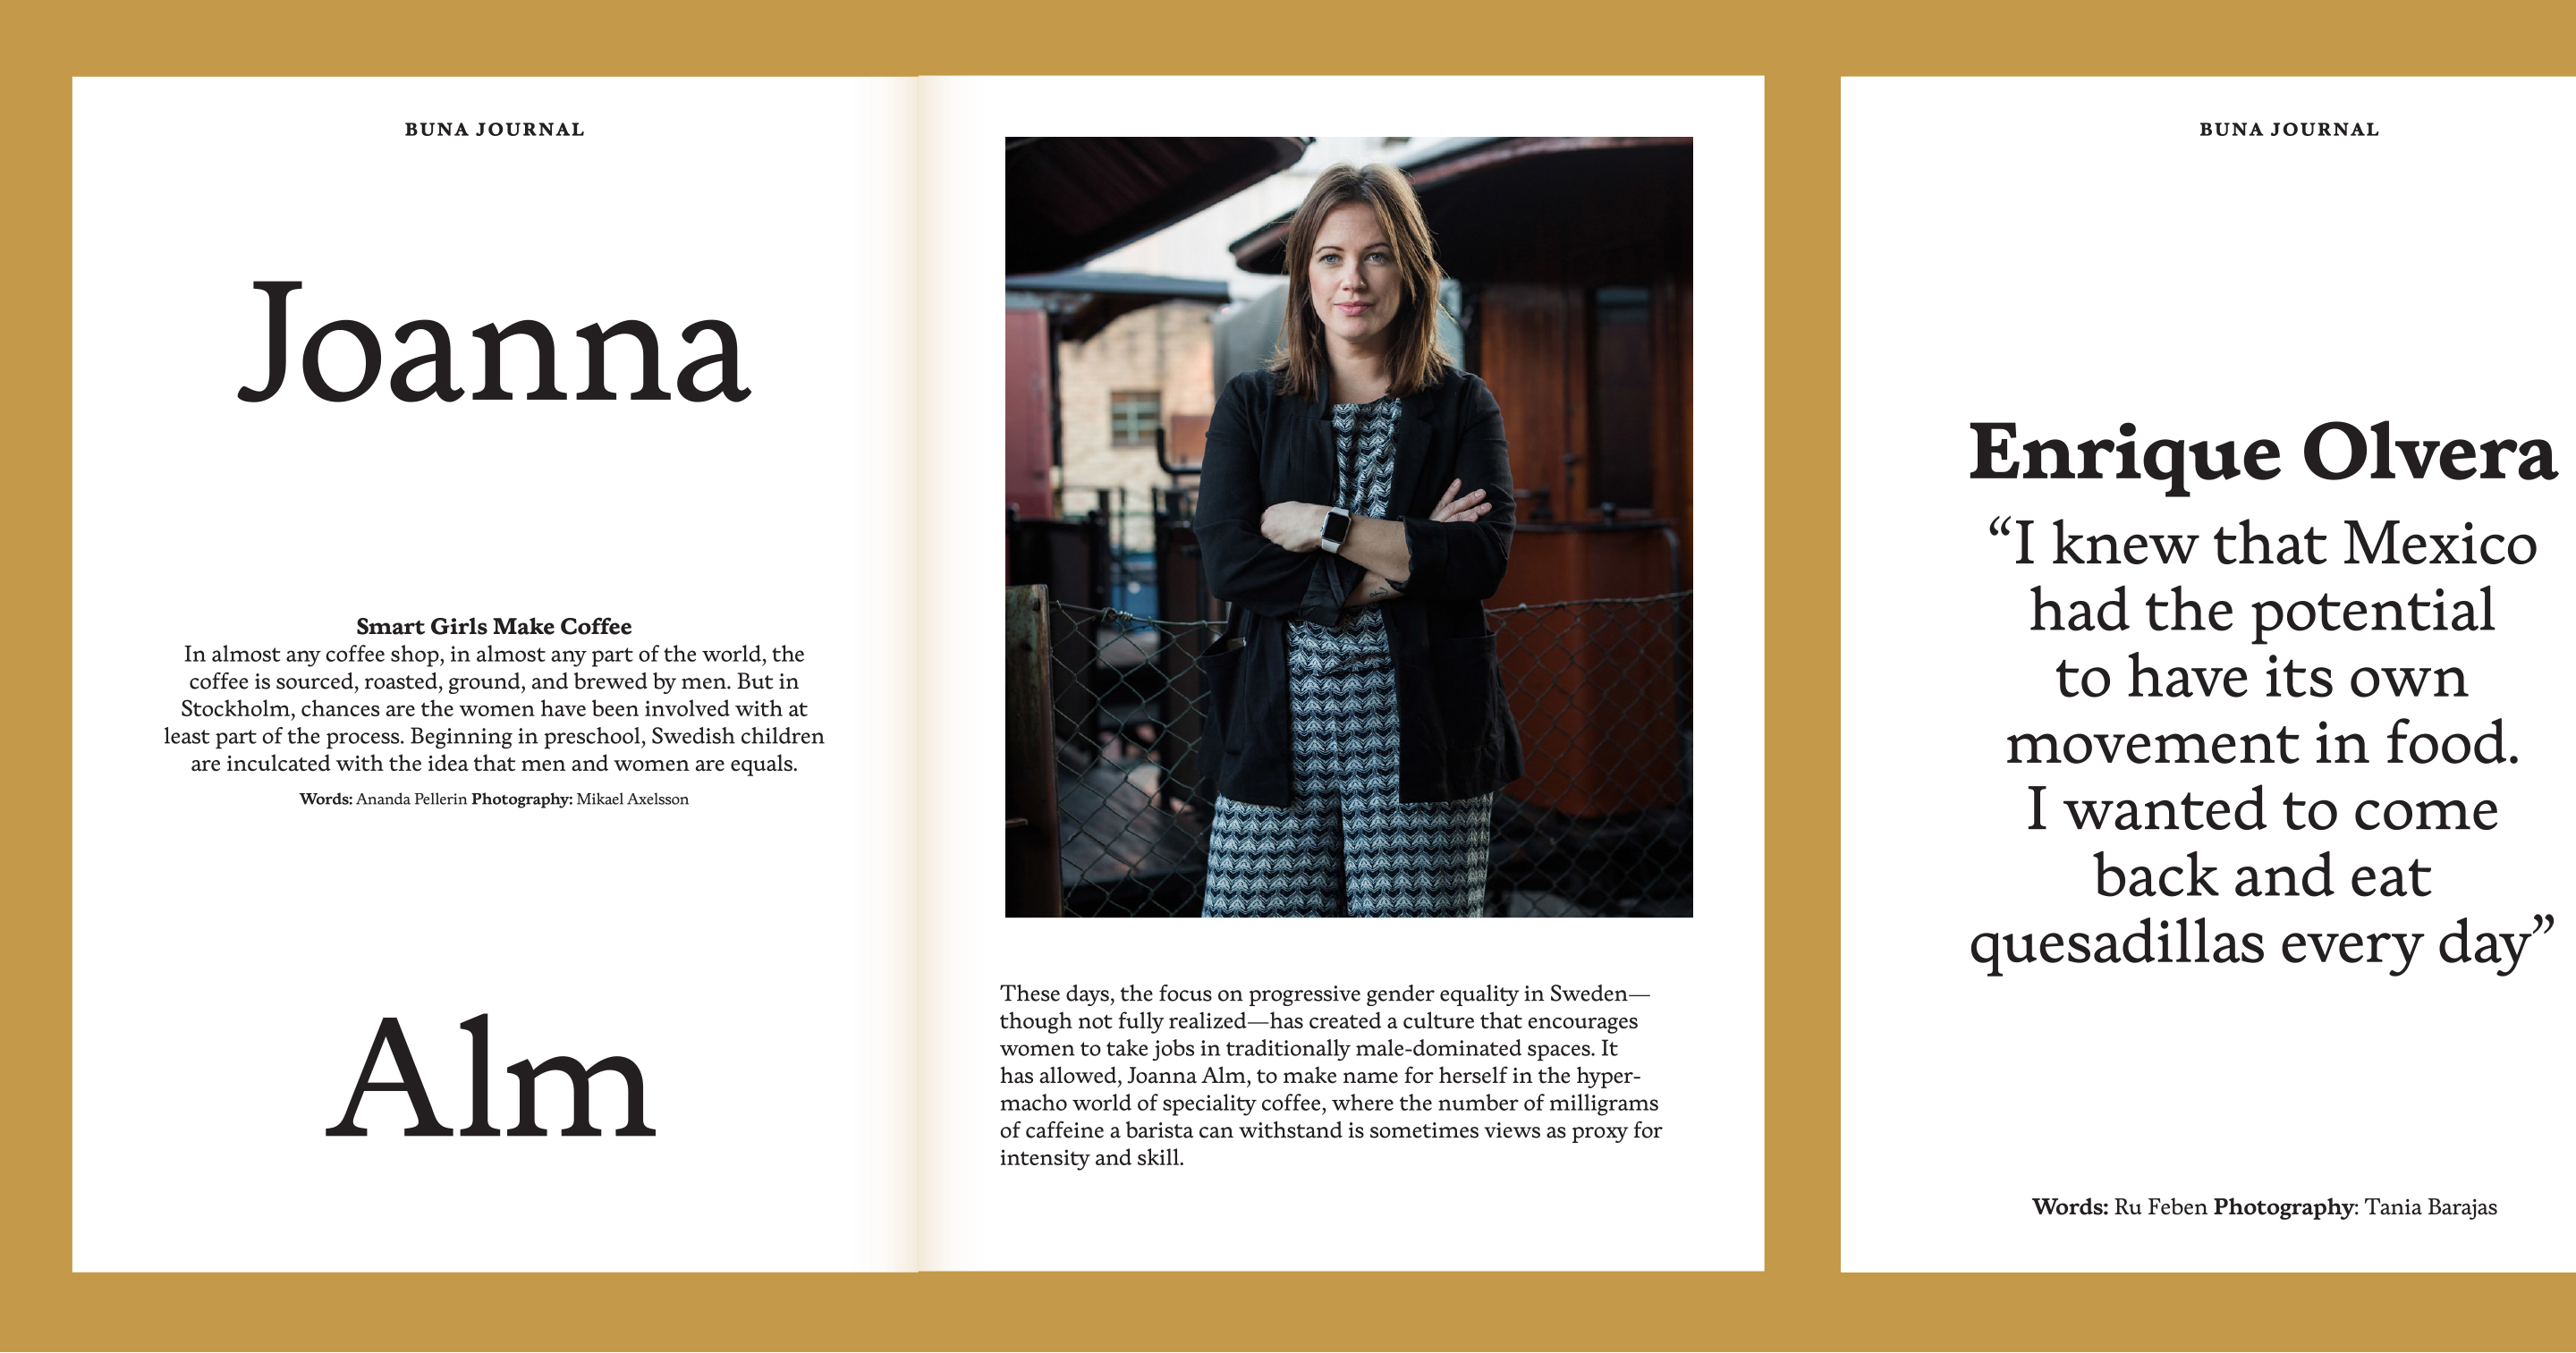 BUNA JOURNAL
Joanna
Smart Girls Make Coffee
In almost any coffee shop, in almost any part of the world, the
coffee is sourced, roasted, ground, and brewed by men. But in
Stockholm, chances are the women have been involved with at
least part of the process. Beginning in preschool, Swedish children
are inculcated with the idea that men and women are equals.
Words: Ananda Pellerin Photography: Mikael Axelsson
Alm
These days, the focus on progressive gender equality in Sweden—
though not fully realized—has created a culture that encourages
women to take jobs in traditionally male-dominated spaces. It
has allowed, Joanna Alm, to make name for herself in the hyper-
macho world of speciality coffee, where the number of milligrams
of caffeine a barista can withstand is sometimes views as proxy for
intensity and skill.
BUNA JOURNAL
Enrique Olvera
“I knew that Mexico
had the potential
to have its own
movement in food.
I wanted to come
back and eat
quesadillas every day”
Words: Ru Feben Photography: Tania Barajas